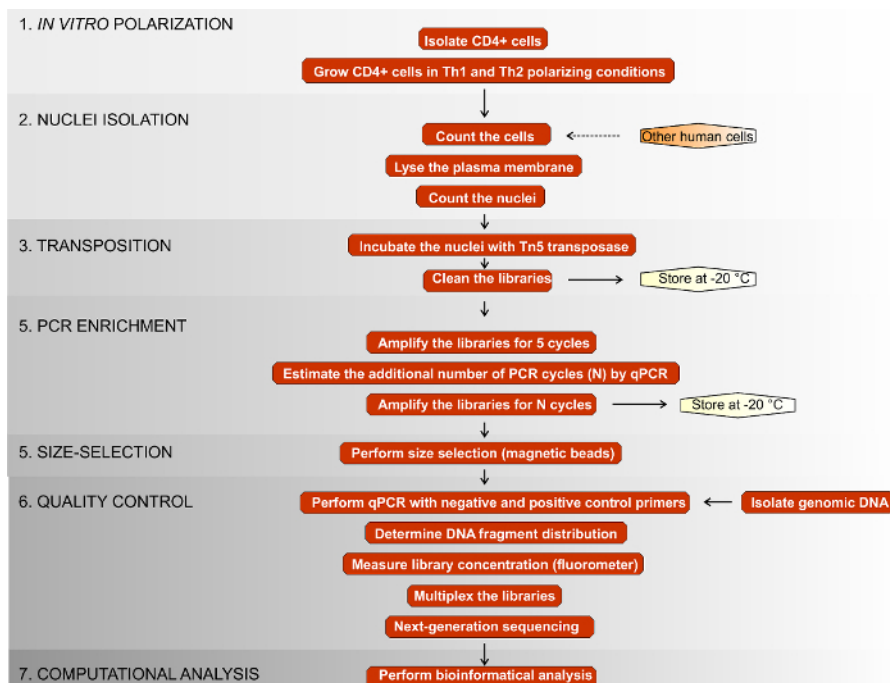 1. IN VITRO POLARIZATION
Isolate CD4+ cells
Grow CD4+ cells in Th1 and Th2 polarizing conditions
2. NUCLEI ISOLATION
Count the cells
Other human cells
Lyse the plasma membrane
Count the nuclei
3. TRANSPOSITION
Incubate the nuclei with Tn5 transposase
Clean the libraries
Store at -20 °C
5. PCR ENRICHMENT
Amplify the libraries for 5 cycles
Estimate the additional number of PCR cycles (N) by qPCR
Amplify the libraries for N cycles
Store at -20 °C
5. SIZE-SELECTION
Perform size selection (magnetic beads)
6. QUALITY CONTROL
Perform qPCR with negative and positive control primers
Isolate genomic DNA
Determine DNA fragment distribution
Measure library concentration (fluorometer)
Multiplex the libraries
Next-generation sequencing
7. COMPUTATIONAL ANALYSIS
Perform bioinformatical analysis